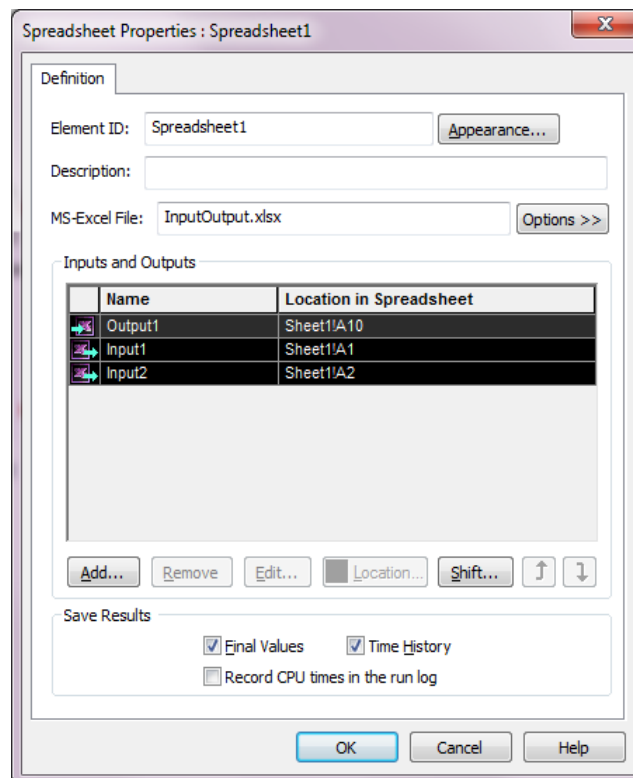 Spreadsheet Properties : Spreadsheet1
Definition
Element ID: Spreadsheet1 Appearance...
Description:
MS-Excel File: InputOutput.xlsx Options >>
Inputs and Outputs
Name Location in Spreadsheet
Output1 Sheet1!A10
Input1 Sheet1!A1
Input2 Sheet1!A2
Add... Remove Edit... Location... Shift...
Save Results
Final Values Time History
Record CPU times in the run log
OK Cancel Help